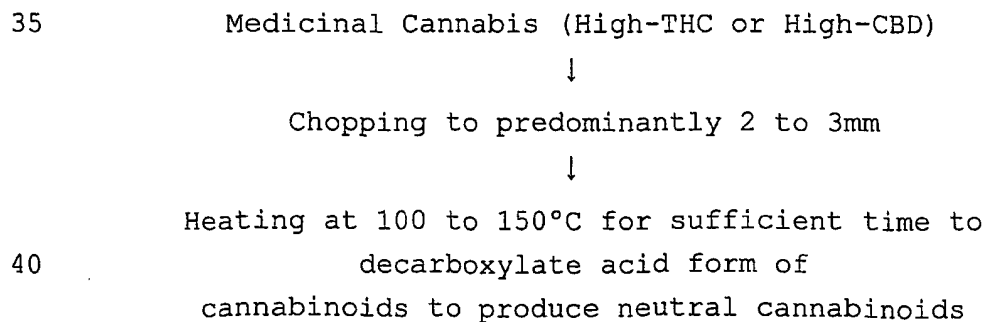 35 Medicinal Cannabis (High-THC or High-CBD)
↓
Chopping to predominantly 2 to 3mm
↓
Heating at 100 to 150°C for sufficient time to
40 decarboxylate acid form of
cannabinoids to produce neutral cannabinoids